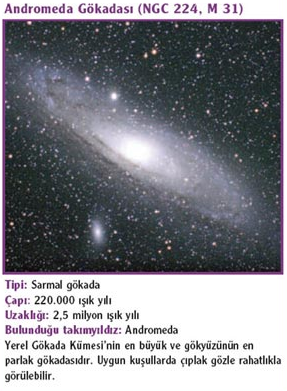 Andromeda Gökadası (NGC 224, M 31)
Tipi: Sarmal gökada
Çapı: 220.000 ışık yılı
Uzaklığı: 2,5 milyon ışık yılı
Bulunduğu takımyıldız: Andromeda
Yerel Gökada Kümesi'nin en büyük ve gökyüzünün en
parlak gökadasıdır. Uygun kuşullarda çıplak gözle rahatlıkla
görülebilir.